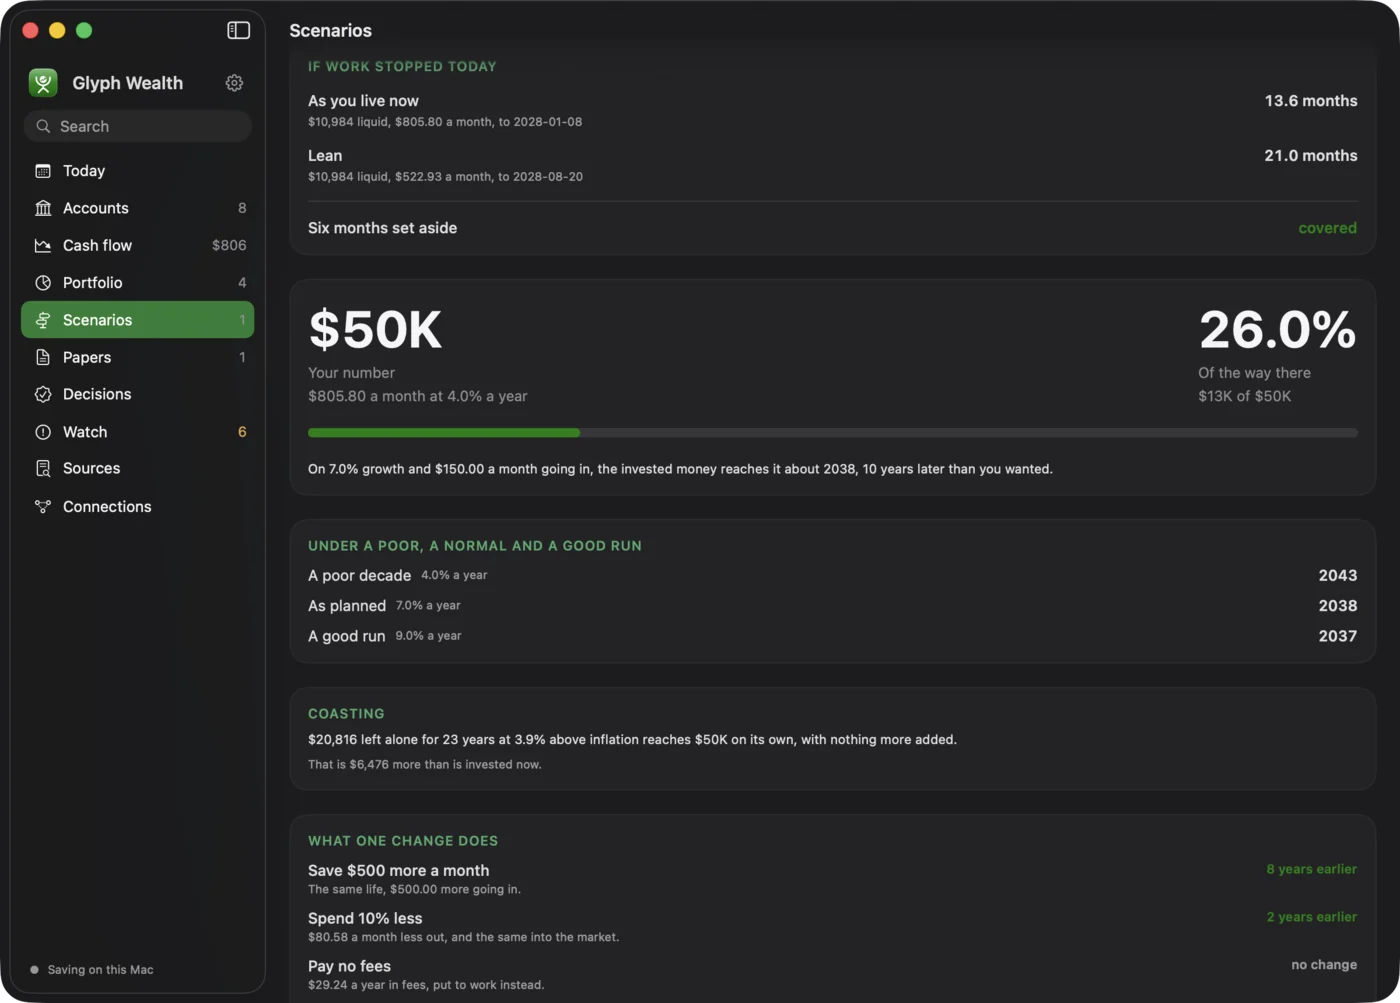 Scenarios
Glyph Wealth
Search
Today
Accounts 8
Cash flow $806
Portfolio 4
Scenarios 1
Papers 1
Decisions
Watch 6
Sources
Connections
Saving on this Mac
IF WORK STOPPED TODAY
As you live now 13.6 months
$10,984 liquid, $805.80 a month, to 2028-01-08
Lean 21.0 months
$10,984 liquid, $522.93 a month, to 2028-08-20
Six months set aside covered
$50K 26.0%
Your number Of the way there
$805.80 a month at 4.0% a year $13K of $50K
On 7.0% growth and $150.00 a month going in, the invested money reaches it about 2038, 10 years later than you wanted.
UNDER A POOR, A NORMAL AND A GOOD RUN
A poor decade 4.0% a year 2043
As planned 7.0% a year 2038
A good run 9.0% a year 2037
COASTING
$20,816 left alone for 23 years at 3.9% above inflation reaches $50K on its own, with nothing more added.
That is $6,476 more than is invested now.
WHAT ONE CHANGE DOES
Save $500 more a month 8 years earlier
The same life, $500.00 more going in.
Spend 10% less 2 years earlier
$80.58 a month less out, and the same into the market.
Pay no fees no change
$29.24 a year in fees, put to work instead.